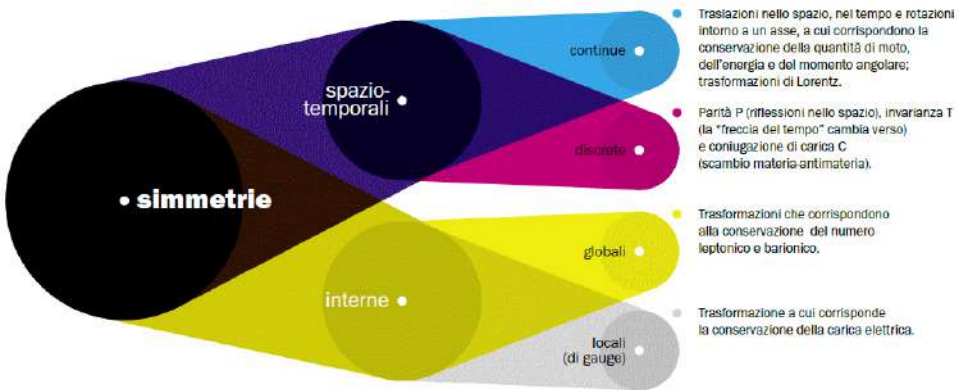 simmetrie
spazio-
temporali
interne
continue
discrete
globali
locali
(di gauge)
Traslazioni nello spazio, nel tempo e rotazioni
intorno a un asse, a cui corrispondono la
conservazione della quantità di moto,
dell'energia e del momento angolare;
trasformazioni di Lorentz.
Parità P (riflessioni nello spazio), invarianza T
(la "freccia del tempo" cambia verso)
e coniugazione di carica C
(scambio materia-antimateria).
Trasformazioni che corrispondono
alla conservazione del numero
leptonico e barionico.
Trasformazione a cui corrisponde
la conservazione della carica elettrica.